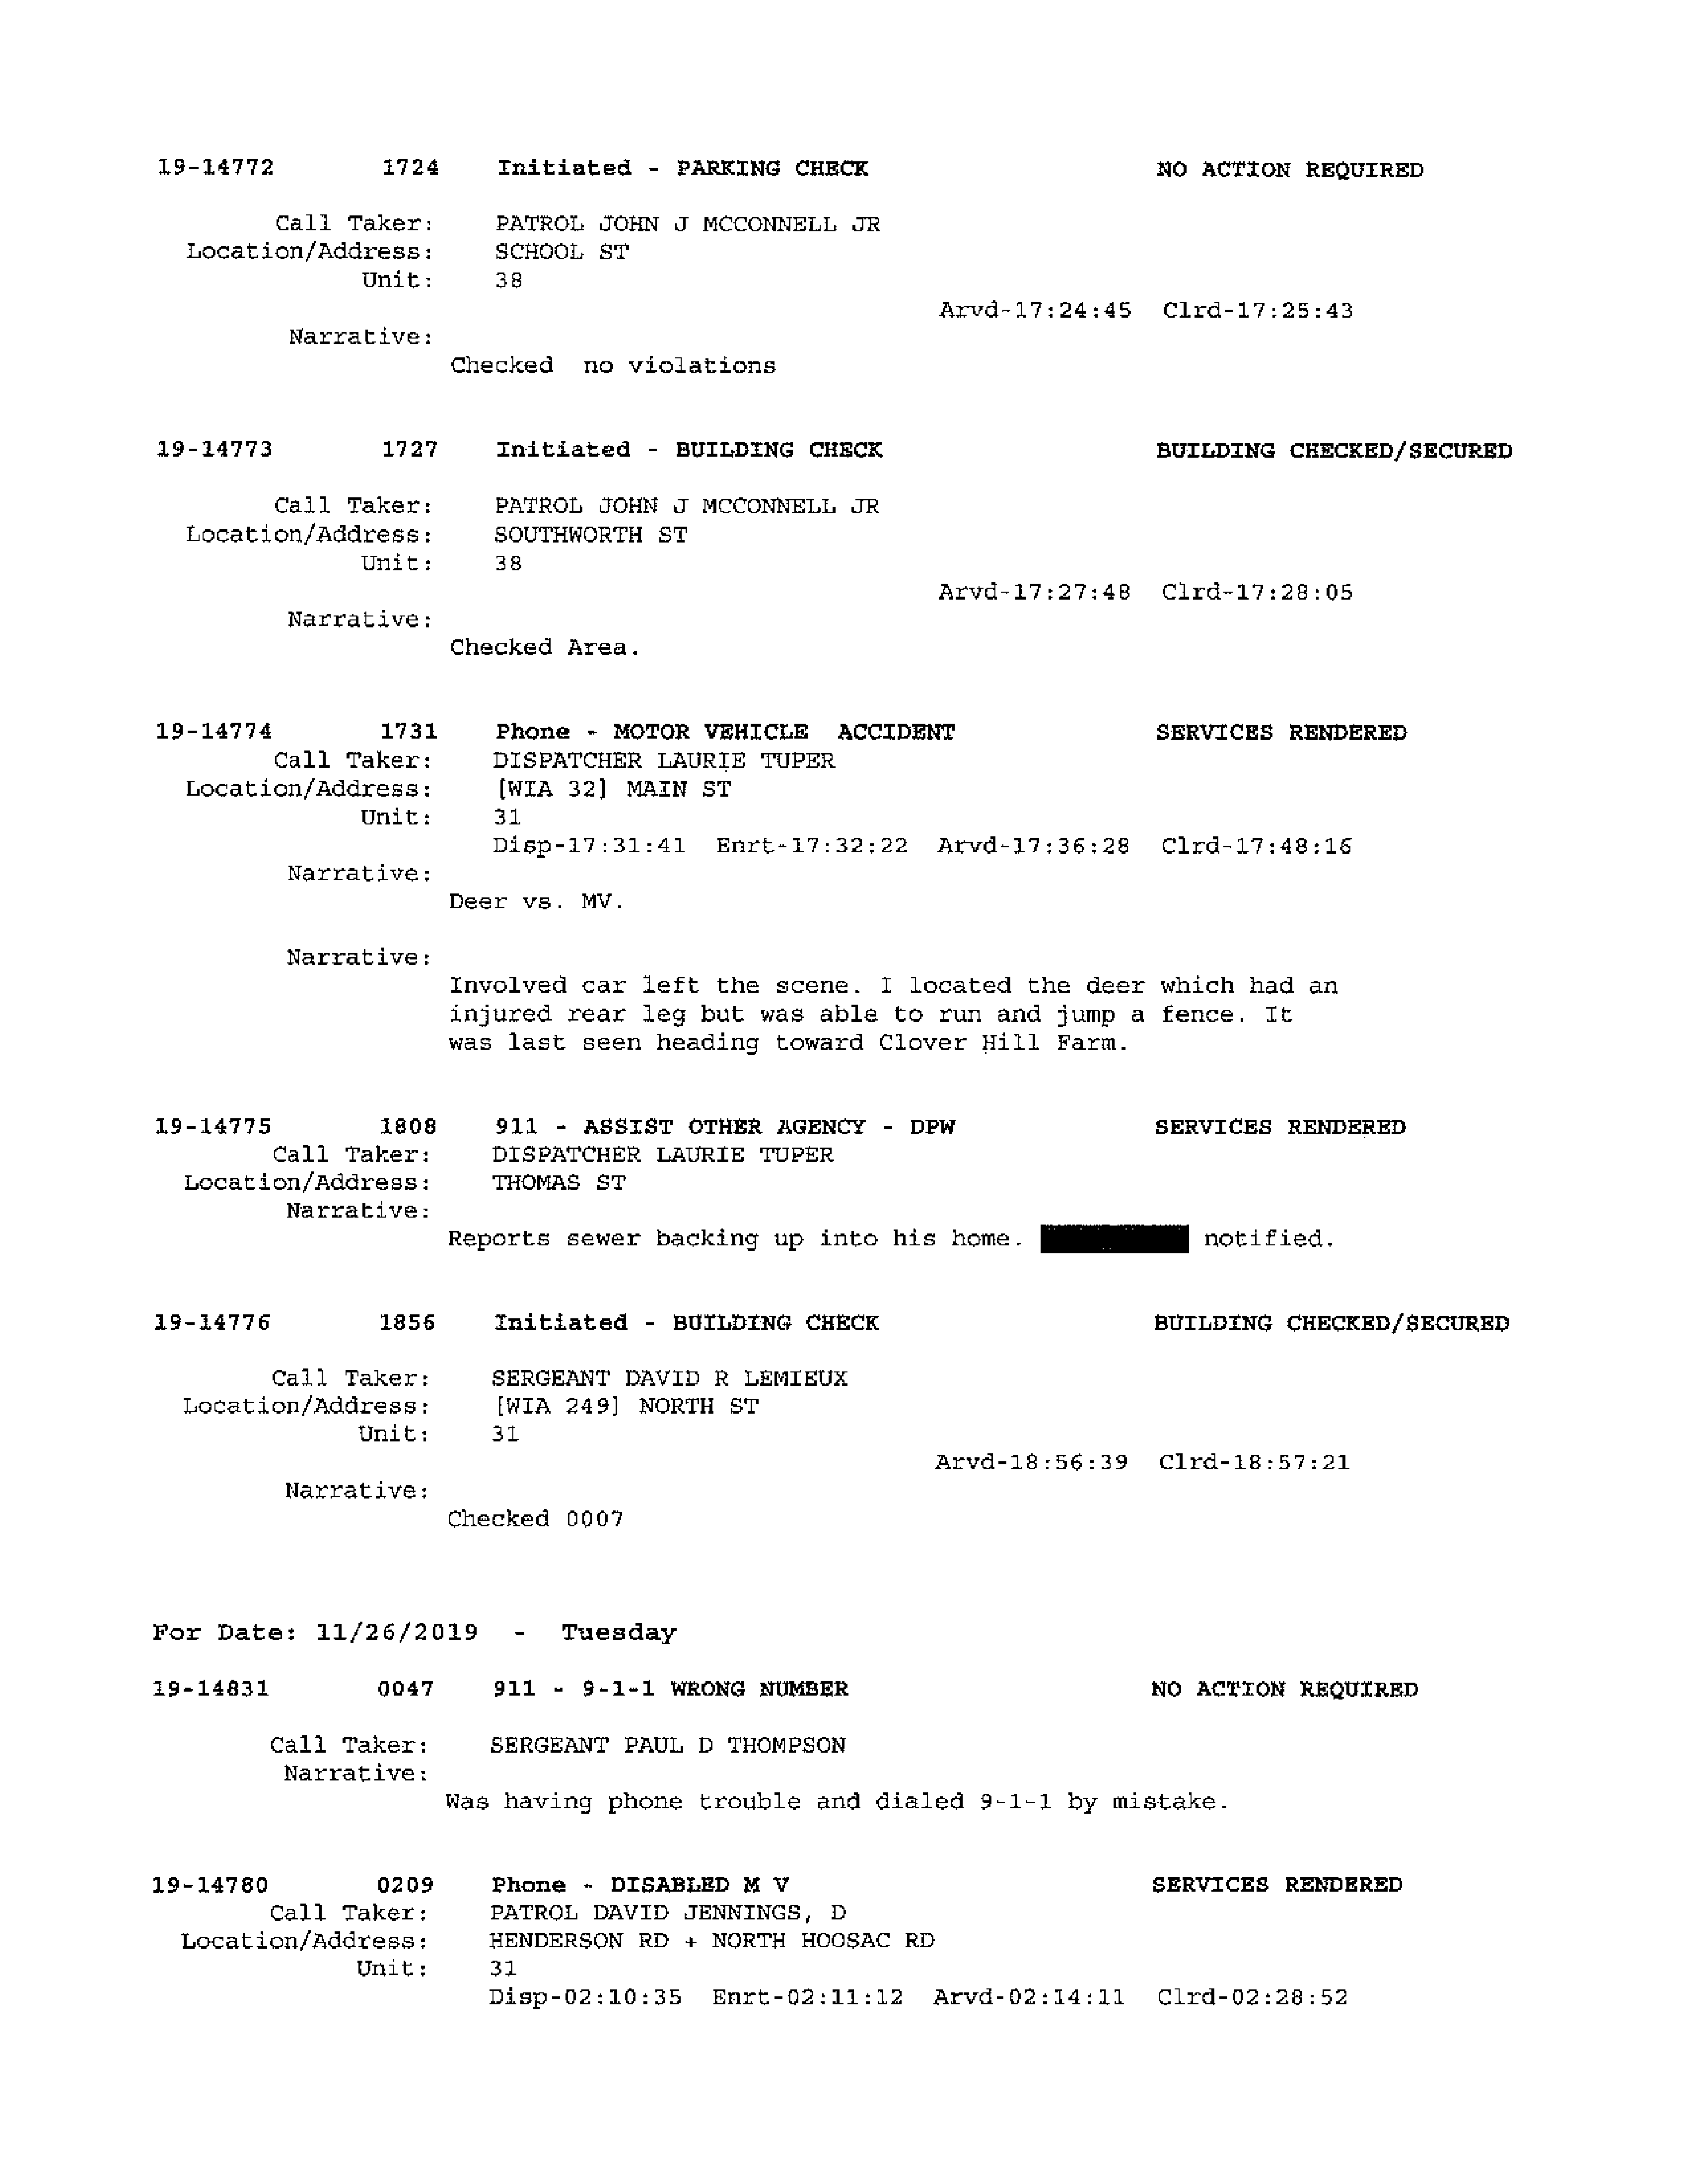 19-14772 1724 Initiated - PARKING CHECK NO ACTION REQUIRED
Call Taker: PATROL JOHN J MCCONNELL JR
Location/Address: SCHOOL ST
Unit: 38
Arvd-17:24:45 Clrd-17:25:43
Narrative:
Checked no violations
19-14773 1727 Initiated - BUILDING CHECK BUILDING CHECKED/SECURED
Call Taker: PATROL JOHN J MCCONNELL JR
Location/Address: SOUTHWORTH ST
Unit: 38
Arvd-17:27:48 Clrd-17:28:05
Narrative:
Checked Area.
19-14774 1731 Phone - MOTOR VEHICLE ACCIDENT SERVICES RENDERED
Call Taker: DISPATCHER LAURIE TUPER
Location/Address: [WIA 32] MAIN ST
Unit: 31
Disp-17:31:41 Enrt-17:32:22 Arvd-17:36:28 Clrd-17:48:16
Narrative:
Deer vs. MV.
Narrative:
Involved car left the scene. I located the deer which had an
injured rear leg but was able to run and jump a fence. It
was last seen heading toward Clover Hill Farm.
19-14775 1808 911 - ASSIST OTHER AGENCY - DPW SERVICES RENDERED
Call Taker: DISPATCHER LAURIE TUPER
Location/Address: THOMAS ST
Narrative:
Reports sewer backing up into his home. notified.
19-14776 1856 Initiated - BUILDING CHECK BUILDING CHECKED/SECURED
Call Taker: SERGEANT DAVID R LEMIEUX
Location/Address: [WIA 249] NORTH ST
Unit: 31
Arvd-18:56:39 Clrd-18:57:21
Narrative:
Checked 0007
For Date: 11/26/2019 - Tuesday
19-14831 0047 911 - 9-1-1 WRONG NUMBER NO ACTION REQUIRED
Call Taker: SERGEANT PAUL D THOMPSON
Narrative:
Was having phone trouble and dialed 9-1-1 by mistake.
19-14780 0209 Phone - DISABLED M V SERVICES RENDERED
Call Taker: PATROL DAVID JENNINGS, D
Location/Address: HENDERSON RD + NORTH HOOSAC RD
Unit: 31
Disp-02:10:35 Enrt-02:11:12 Arvd-02:14:11 Clrd-02:28:52